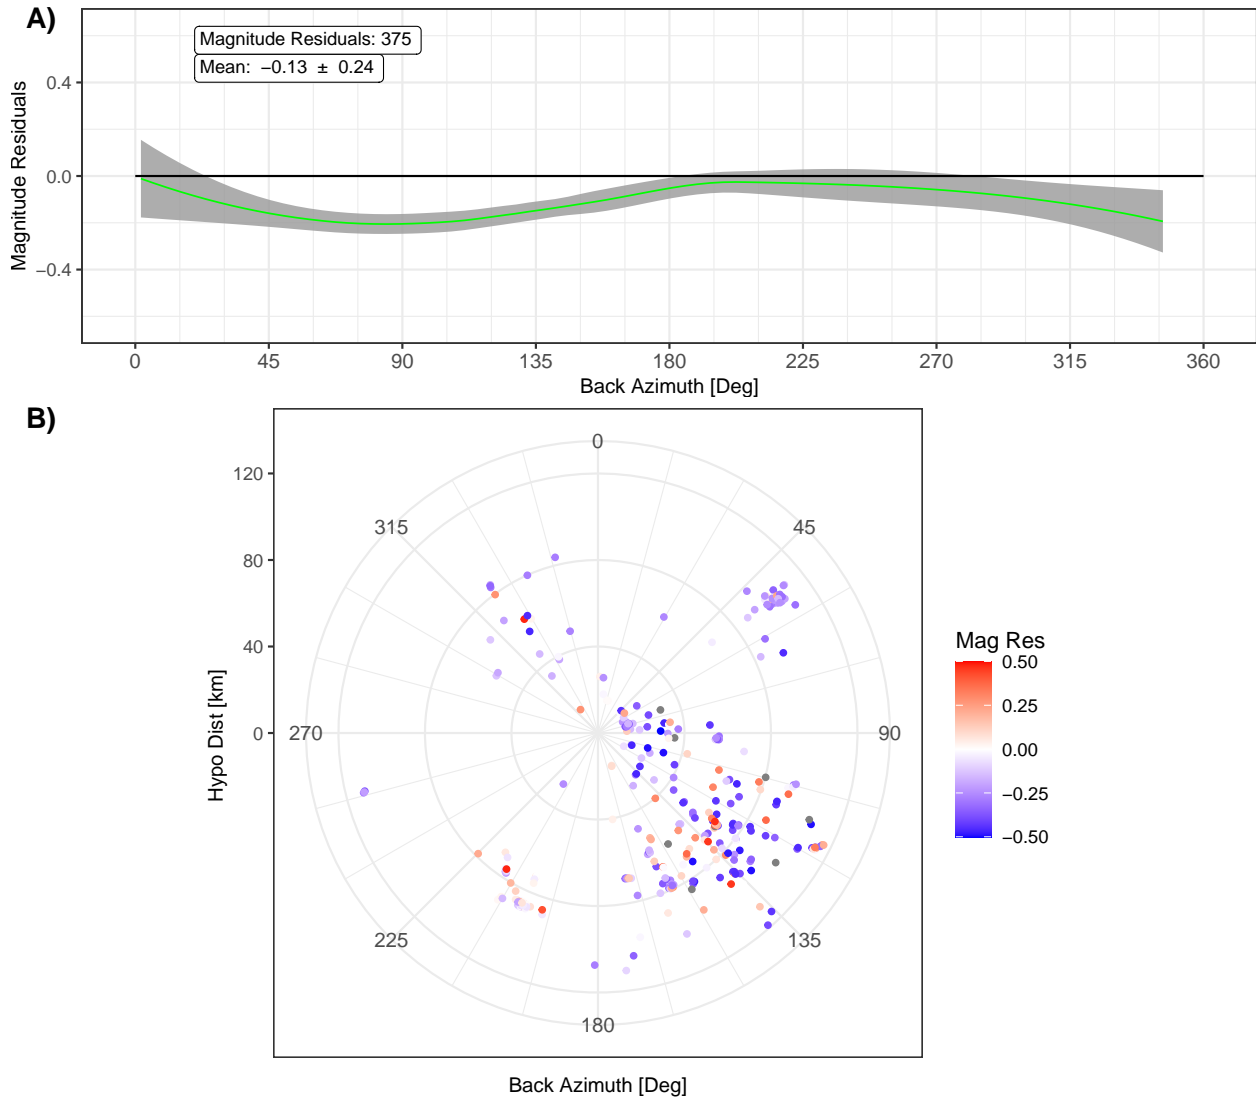 A)
Magnitude Residuals: 375
Mean: −0.13 ± 0.24
Magnitude Residuals
0.4
0.0
−0.4
0 45 90 135 180 225 270 315 360
Back Azimuth [Deg]
B)
Hypo Dist [km]
120
80
40
0
0
45
90
135
180
225
270
315
Back Azimuth [Deg]
Mag Res
0.50
0.25
0.00
−0.25
−0.50